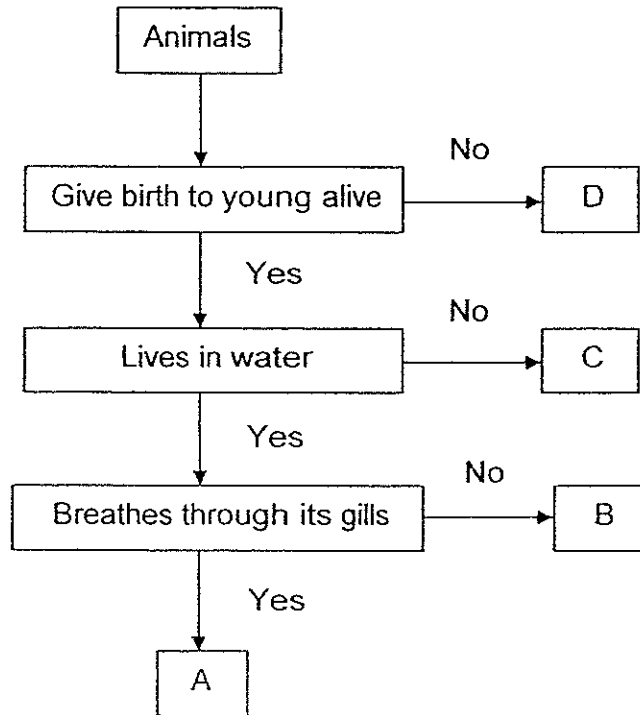 Animals
No
Give birth to young alive
D
Yes
No
Lives in water
C
Yes
No
Breathes through its gills
B
Yes
A